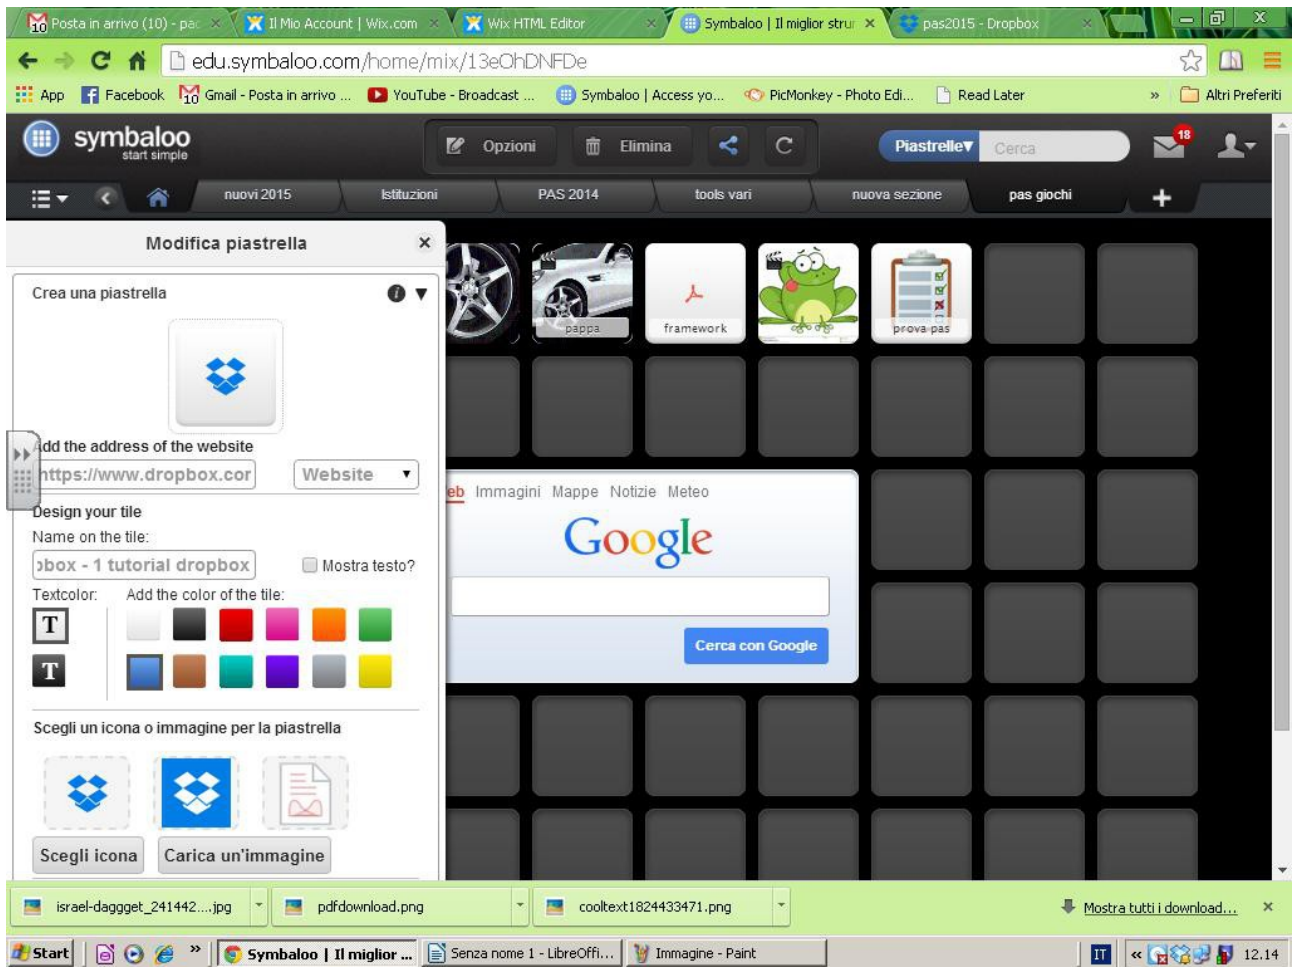 Posta in arrivo (10) - pac
Il Mio Account | Wix.com
Wix HTML Editor
Symbaloo | Il miglior strur
pas2015 - Dropbox
edu.symbaloo.com/home/mix/13eOhDNFDe
App
Facebook
Gmail - Posta in arrivo ...
YouTube - Broadcast ...
Symbaloo | Access yo...
PicMonkey - Photo Edi...
Read Later
»
Altri Preferiti
symbaloo
start simple
Opzioni
Elimina
Piastrelle
Cerca
18
nuovi 2015
Istituzioni
PAS 2014
tools vari
nuova sezione
pas giochi
Modifica piastrella
Crea una piastrella
pappa
framework
prova pas
Add the address of the website
https://www.dropbox.cor
Website
Design your tile
Name on the tile:
box - 1 tutorial dropbox
Mostra testo?
Textcolor:
Add the color of the tile:
T
T
Scegli un icona o immagine per la piastrella
Scegli icona
Carica un'immagine
eb Immagini Mappe Notizie Meteo
Google
Cerca con Google
israel-daggget_241442....jpg
pdfdownload.png
cooltext1824433471.png
Mostra tutti i download...
Start
»
Symbaloo | Il miglior ...
Senza nome 1 - LibreOffi...
Immagine - Paint
IT
«
12.14